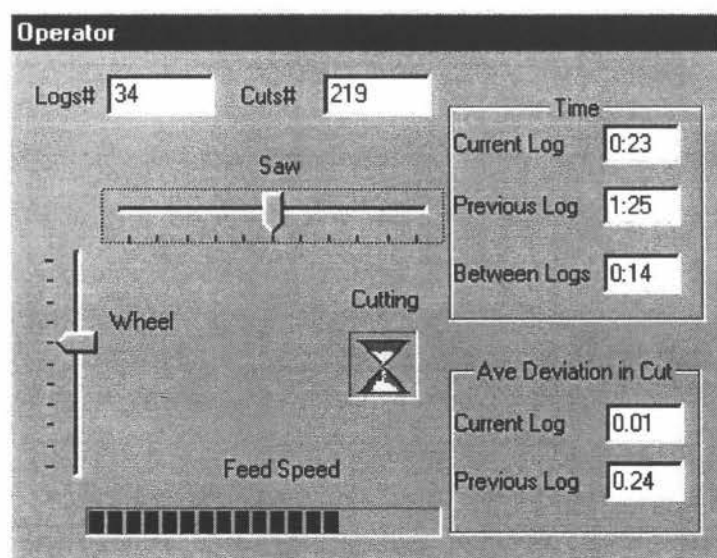 Operator
Logs# 34 Cuts# 219
Time
Current Log 0:23
Saw
Previous Log 1:25
Between Logs 0:14
Cutting
Wheel
Ave Deviation in Cut
Current Log 0.01
Feed Speed
Previous Log 0.24